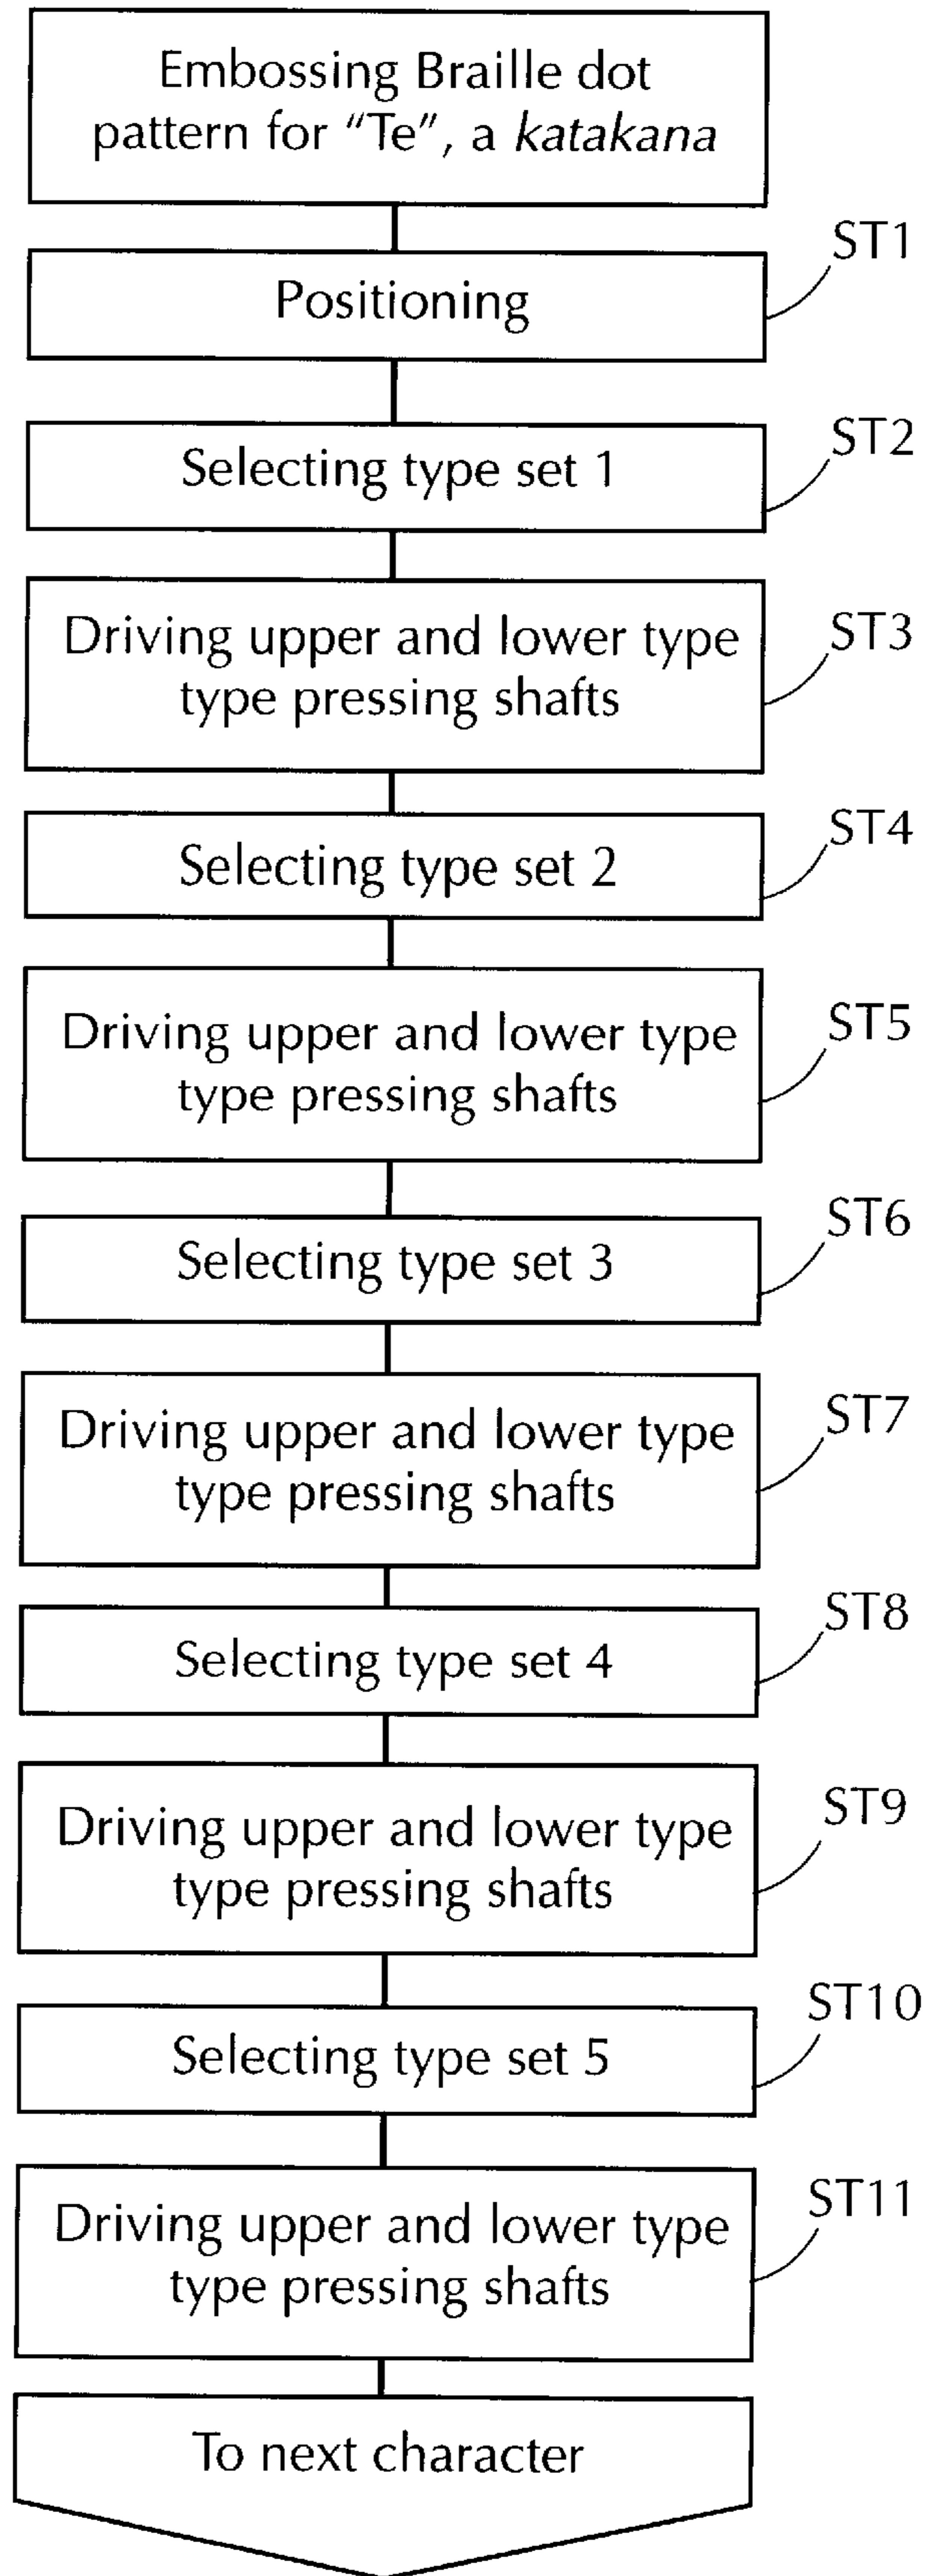 Embossing Braille dot
pattern for “Te”, a katakana
ST1
Positioning
ST2
Selecting type set 1
ST3
Driving upper and lower type
type pressing shafts
ST4
Selecting type set 2
ST5
Driving upper and lower type
type pressing shafts
ST6
Selecting type set 3
ST7
Driving upper and lower type
type pressing shafts
ST8
Selecting type set 4
ST9
Driving upper and lower type
type pressing shafts
ST10
Selecting type set 5
ST11
Driving upper and lower type
type pressing shafts
To next character